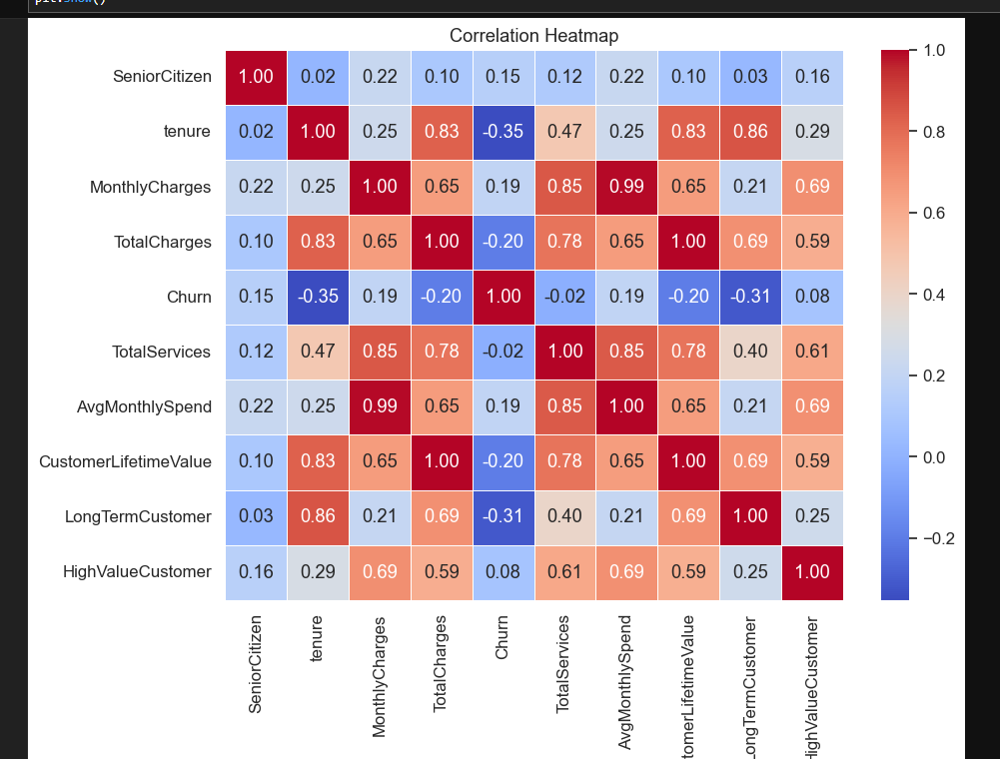 plt.show()
Correlation Heatmap
SeniorCitizen 1.00 0.02 0.22 0.10 0.15 0.12 0.22 0.10 0.03 0.16
tenure 0.02 1.00 0.25 0.83 -0.35 0.47 0.25 0.83 0.86 0.29
MonthlyCharges 0.22 0.25 1.00 0.65 0.19 0.85 0.99 0.65 0.21 0.69
TotalCharges 0.10 0.83 0.65 1.00 -0.20 0.78 0.65 1.00 0.69 0.59
Churn 0.15 -0.35 0.19 -0.20 1.00 -0.02 0.19 -0.20 -0.31 0.08
TotalServices 0.12 0.47 0.85 0.78 -0.02 1.00 0.85 0.78 0.40 0.61
AvgMonthlySpend 0.22 0.25 0.99 0.65 0.19 0.85 1.00 0.65 0.21 0.69
CustomerLifetimeValue 0.10 0.83 0.65 1.00 -0.20 0.78 0.65 1.00 0.69 0.59
LongTermCustomer 0.03 0.86 0.21 0.69 -0.31 0.40 0.21 0.69 1.00 0.25
HighValueCustomer 0.16 0.29 0.69 0.59 0.08 0.61 0.69 0.59 0.25 1.00
SeniorCitizen
tenure
MonthlyCharges
TotalCharges
Churn
TotalServices
AvgMonthlySpend
tomerLifetimeValue
LongTermCustomer
HighValueCustomer
1.0
0.8
0.6
0.4
0.2
0.0
−0.2